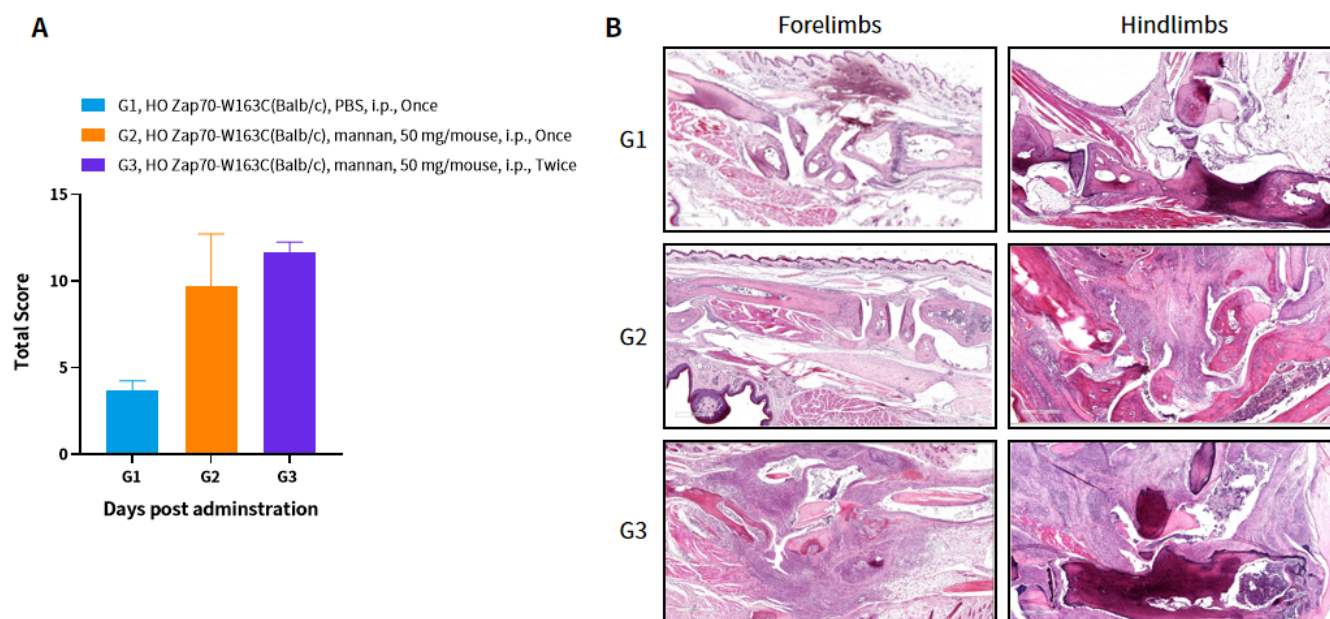 A
G1, HO Zap70-W163C(Balb/c), PBS, i.p., Once
G2, HO Zap70-W163C(Balb/c), mannan, 50 mg/mouse, i.p., Once
G3, HO Zap70-W163C(Balb/c), mannan, 50 mg/mouse, i.p., Twice
Total Score
15
10
5
0
G1 G2 G3
Days post adminstration
B
Forelimbs Hindlimbs
G1
G2
G3